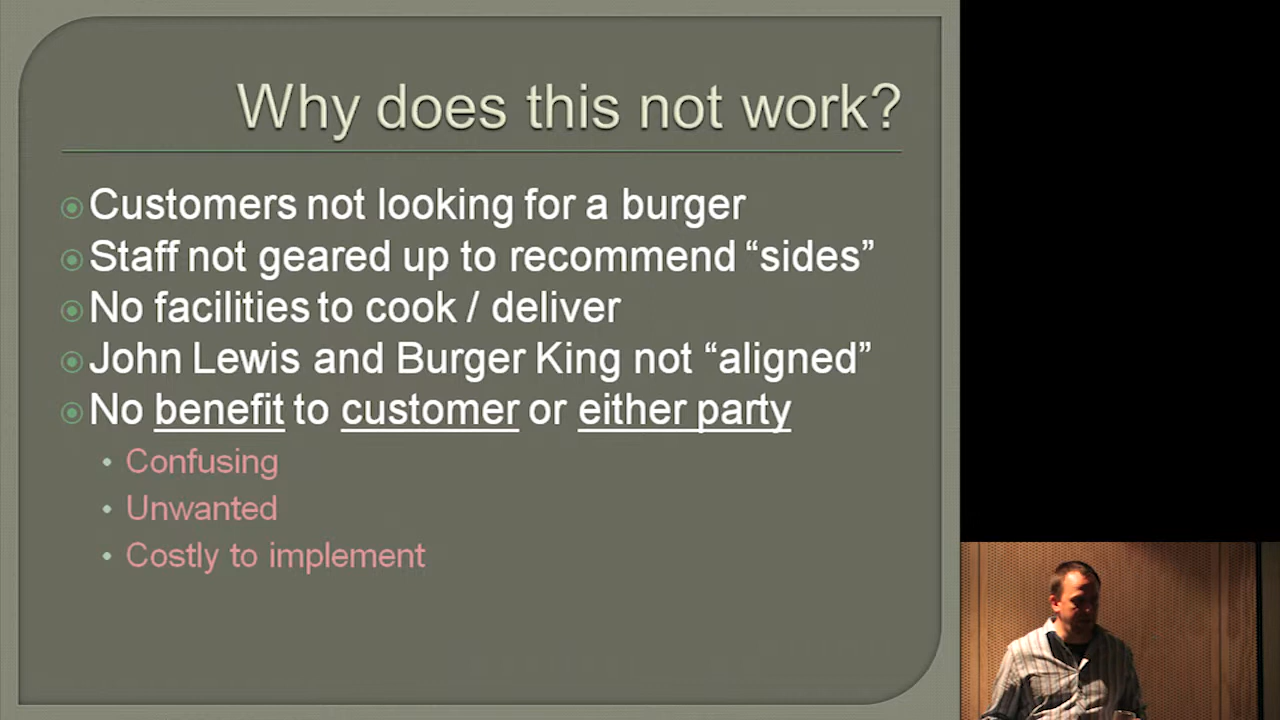 Why does this not work?
Customers not looking for a burger
Staff not geared up to recommend “sides”
No facilities to cook / deliver
John Lewis and Burger King not “aligned”
No benefit to customer or either party
Confusing
Unwanted
Costly to implement